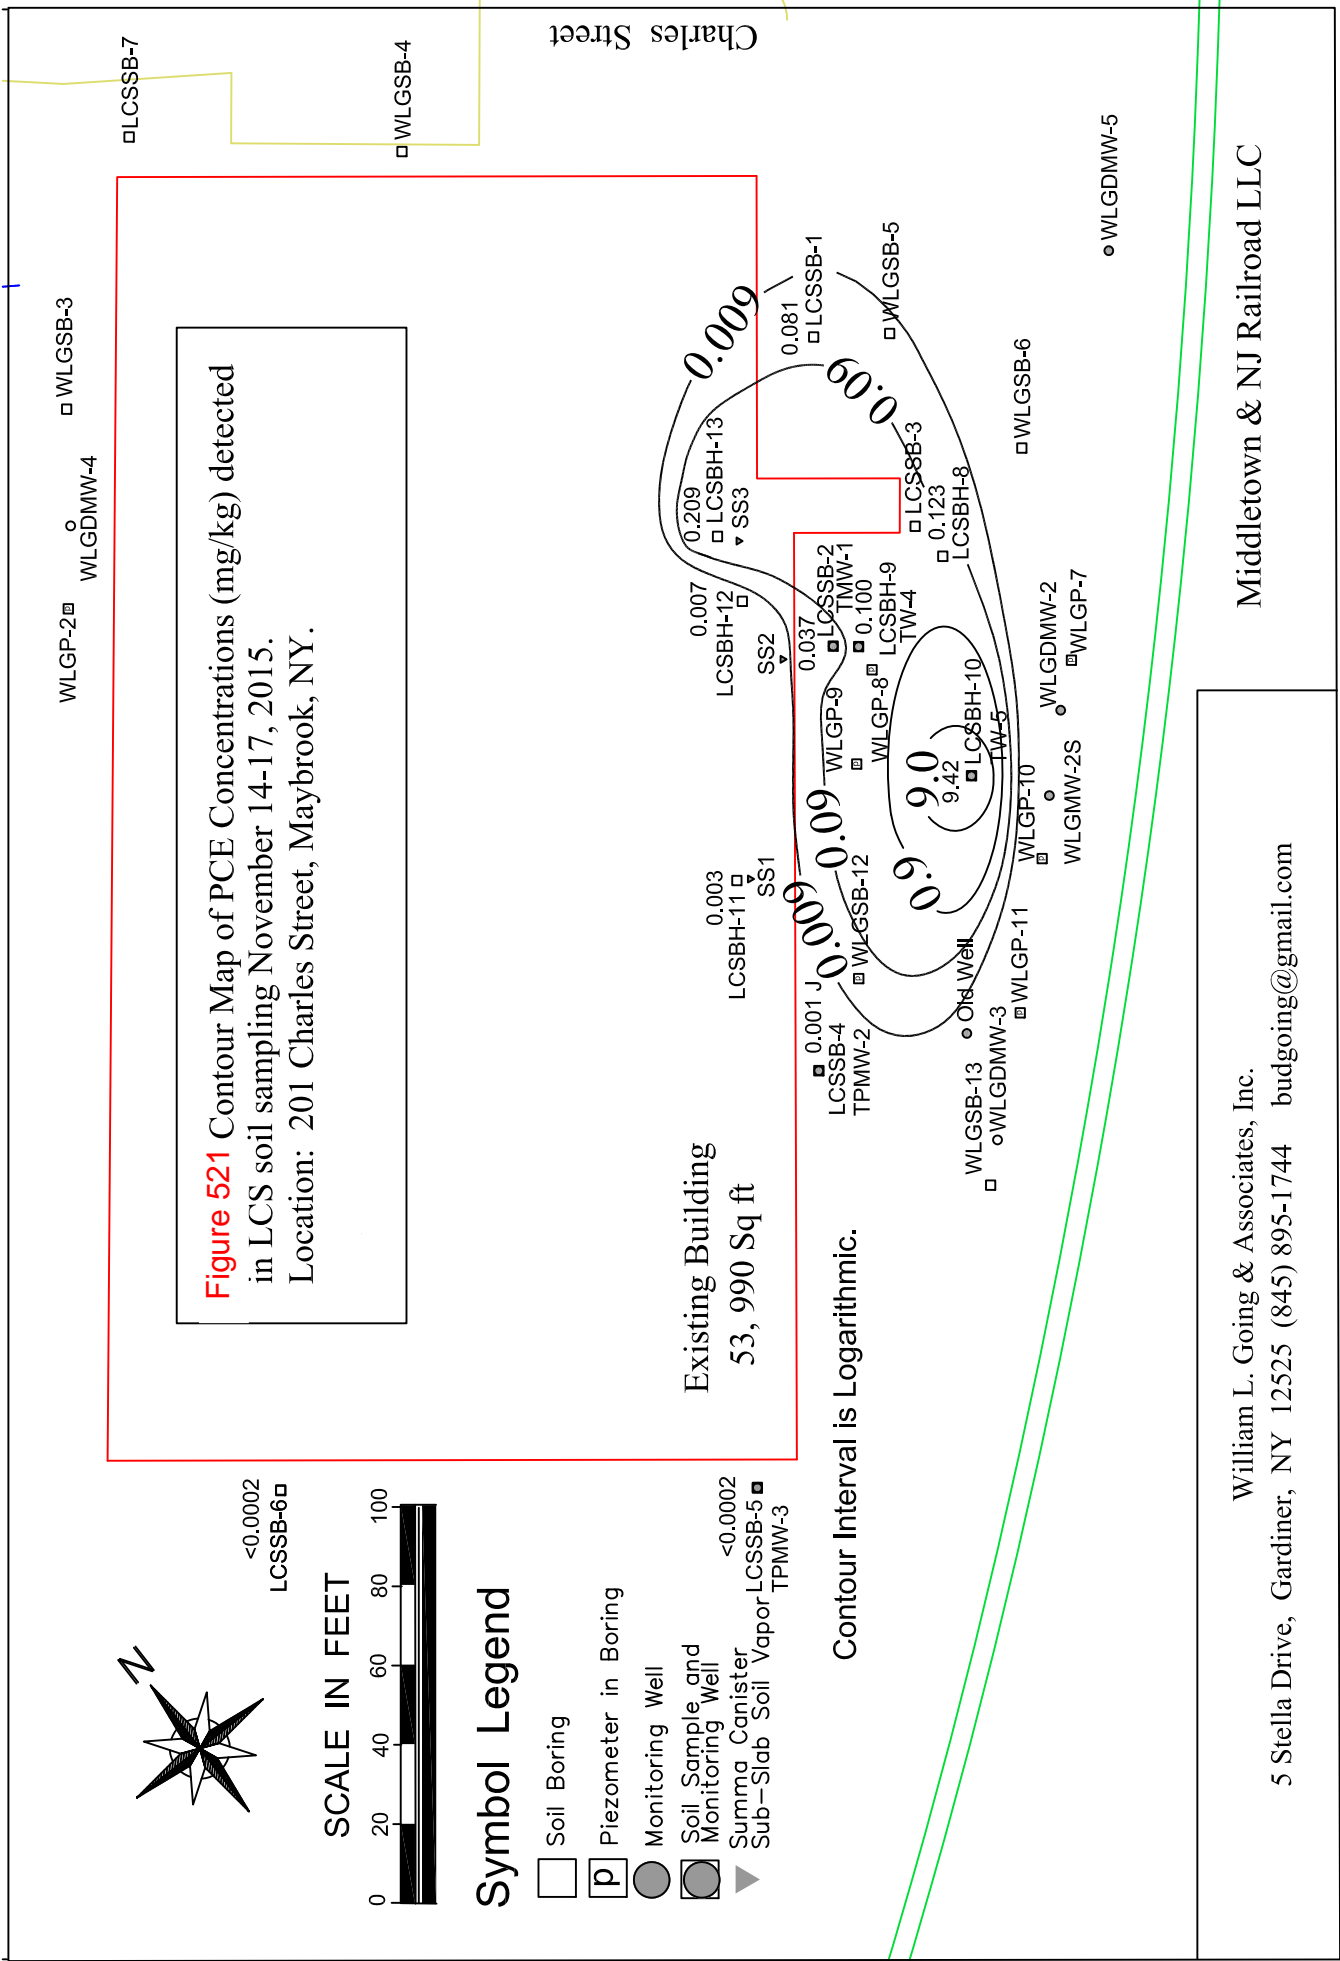 Figure 521 Contour Map of PCE Concentrations (mg/kg) detected
in LCS soil sampling November 14-17, 2015.
Location: 201 Charles Street, Maybrook, NY.
N
SCALE IN FEET
0 20 40 60 80 100
Symbol Legend
Soil Boring
P Piezometer in Boring
Monitoring Well
Soil Sample and
Monitoring Well
Summa Canister
Sub-Slab Soil Vapor
<0.0002
LCSSB-6
<0.0002
LCSSB-5
TPMW-3
Existing Building
53, 990 Sq ft
Contour Interval is Logarithmic.
WLGP-2
WLGDMW-4
WLGSB-3
LCSSB-7
WLGSB-4
Charles Street
0.003
LCSBH-11
SS1
0.007
LCSBH-12
SS2
0.209
LCSBH-13
SS3
0.009
0.081
LCSSB-1
0.09
WLGSB-5
0.037
LCSSB-2
TMW-1
0.100
LCSBH-9
TW-4
LCSSB-3
0.123
LCSBH-8
WLGP-9
WLGP-8
0.009
0.09
WLGSB-12
0.9
9.0
9.42
LCSBH-10
TW-5
0.001 J
LCSSB-4
TPMW-2
Old Well
WLGSB-13
WLGDMW-3
WLGP-11
WLGP-10
WLGMW-2S
WLGDMW-2
WLGP-7
WLGSB-6
WLGDMW-5
Middletown & NJ Railroad LLC
William L. Going & Associates, Inc.
5 Stella Drive, Gardiner, NY 12525 (845) 895-1744 budgoing@gmail.com